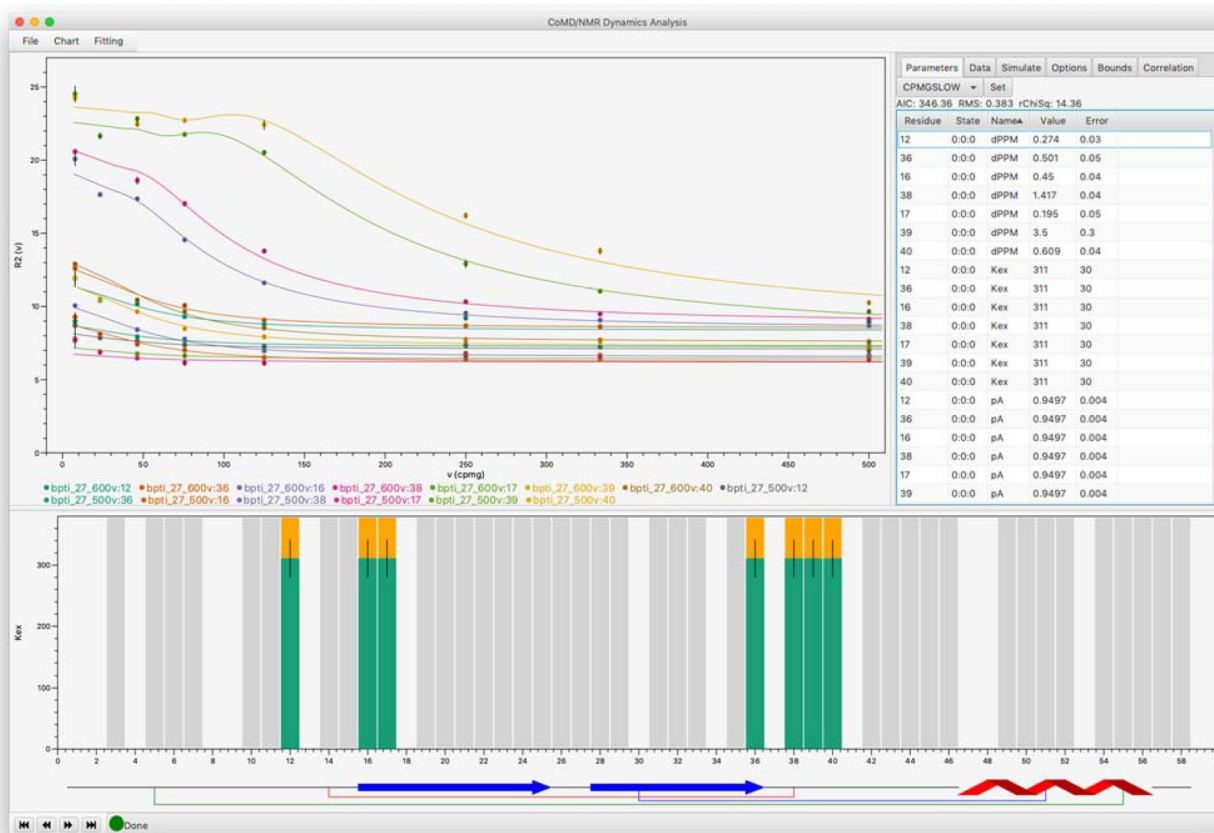 CoMD/NMR Dynamics Analysis
File Chart Fitting
25
20
15
10
5
0
R2 (v)
0 50 100 150 200 250 300 350 400 450 500
v (cpmg)
bpti_27_600v:12 bpti_27_600v:36 bpti_27_600v:16 bpti_27_600v:38 bpti_27_600v:17 bpti_27_600v:39 bpti_27_600v:40 bpti_27_500v:12
bpti_27_500v:36 bpti_27_500v:16 bpti_27_500v:38 bpti_27_500v:17 bpti_27_500v:39 bpti_27_500v:40
Parameters Data Simulate Options Bounds Correlation
CPMGSLOW Set
AIC: 346.36 RMS: 0.383 rChiSq: 14.36
Residue State Name Value Error
12 0:0:0 dPPM 0.274 0.03
36 0:0:0 dPPM 0.501 0.05
16 0:0:0 dPPM 0.45 0.04
38 0:0:0 dPPM 1.417 0.04
17 0:0:0 dPPM 0.195 0.05
39 0:0:0 dPPM 3.5 0.3
40 0:0:0 dPPM 0.609 0.04
12 0:0:0 Kex 311 30
36 0:0:0 Kex 311 30
16 0:0:0 Kex 311 30
38 0:0:0 Kex 311 30
17 0:0:0 Kex 311 30
39 0:0:0 Kex 311 30
40 0:0:0 Kex 311 30
12 0:0:0 pA 0.9497 0.004
36 0:0:0 pA 0.9497 0.004
16 0:0:0 pA 0.9497 0.004
38 0:0:0 pA 0.9497 0.004
17 0:0:0 pA 0.9497 0.004
39 0:0:0 pA 0.9497 0.004
300
200
100
0
Kex
0 2 4 6 8 10 12 14 16 18 20 22 24 26 28 30 32 34 36 38 40 42 44 46 48 50 52 54 56 58
Done